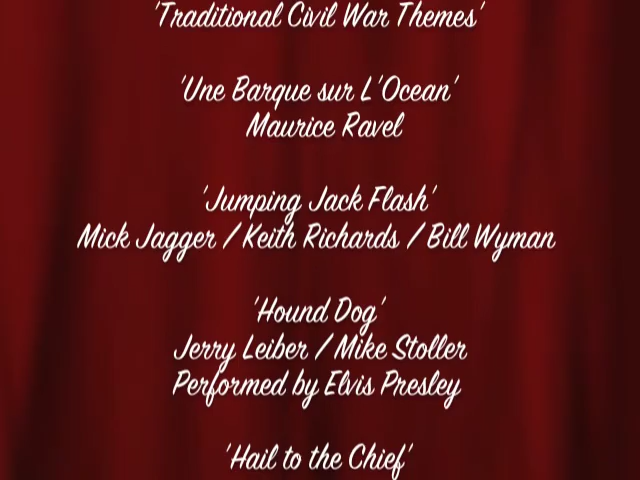 'Traditional Civil War Themes'
'Une Barque sur L'Ocean'
Maurice Ravel
'Jumping Jack Flash'
Mick Jagger / Keith Richards / Bill Wyman
'Hound Dog'
Jerry Leiber / Mike Stoller
Performed by Elvis Presley
'Hail to the Chief'